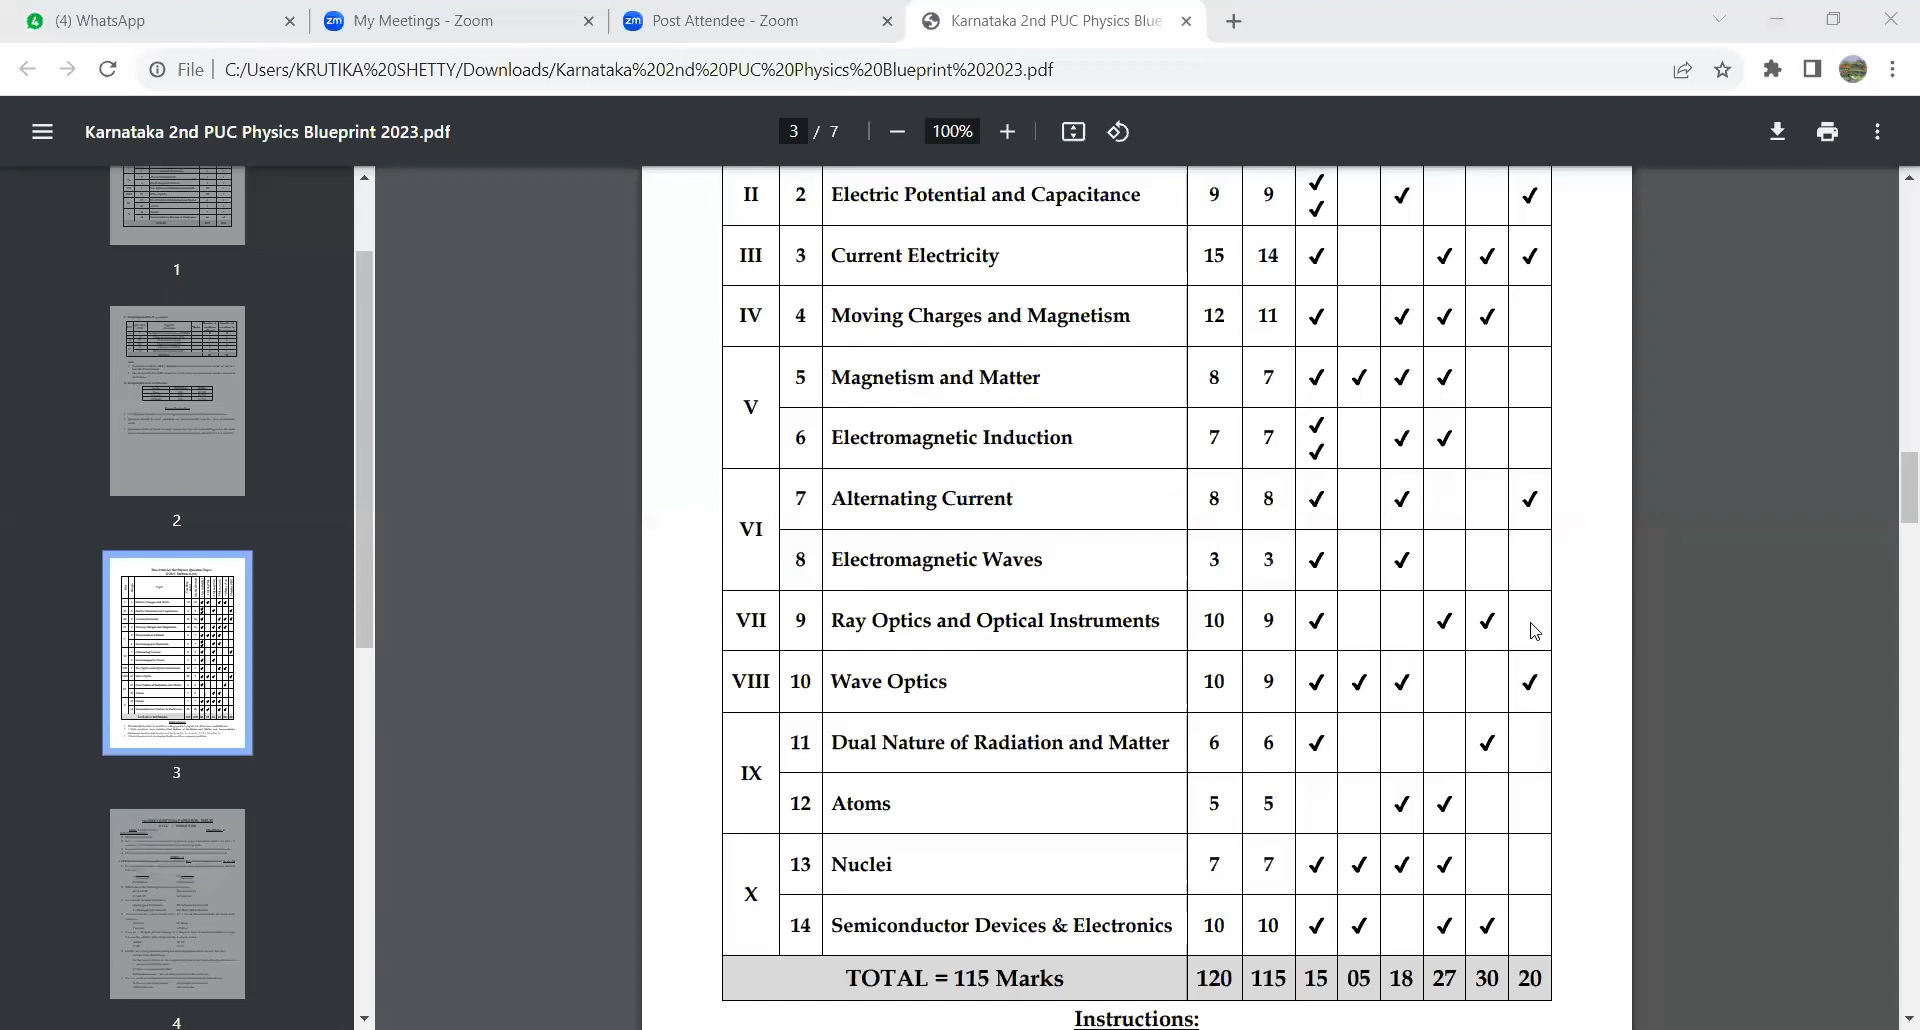 (4) WhatsApp
My Meetings - Zoom
Post Attendee - Zoom
Karnataka 2nd PUC Physics Blue
File C:/Users/KRUTIKA%20SHETTY/Downloads/Karnataka%202nd%20PUC%20Physics%20Blueprint%202023.pdf
Karnataka 2nd PUC Physics Blueprint 2023.pdf
3 / 7
100%
1
2
3
4
II 2 Electric Potential and Capacitance 9 9 ✓ ✓ ✓ ✓
III 3 Current Electricity 15 14 ✓ ✓ ✓ ✓
IV 4 Moving Charges and Magnetism 12 11 ✓ ✓ ✓ ✓
V
5 Magnetism and Matter 8 7 ✓ ✓ ✓ ✓
6 Electromagnetic Induction 7 7 ✓ ✓ ✓ ✓
VI
7 Alternating Current 8 8 ✓ ✓ ✓
8 Electromagnetic Waves 3 3 ✓ ✓
VII 9 Ray Optics and Optical Instruments 10 9 ✓ ✓ ✓
VIII 10 Wave Optics 10 9 ✓ ✓ ✓ ✓
IX
11 Dual Nature of Radiation and Matter 6 6 ✓ ✓
12 Atoms 5 5 ✓ ✓
X
13 Nuclei 7 7 ✓ ✓ ✓ ✓
14 Semiconductor Devices & Electronics 10 10 ✓ ✓ ✓ ✓
TOTAL = 115 Marks 120 115 15 05 18 27 30 20
Instructions: